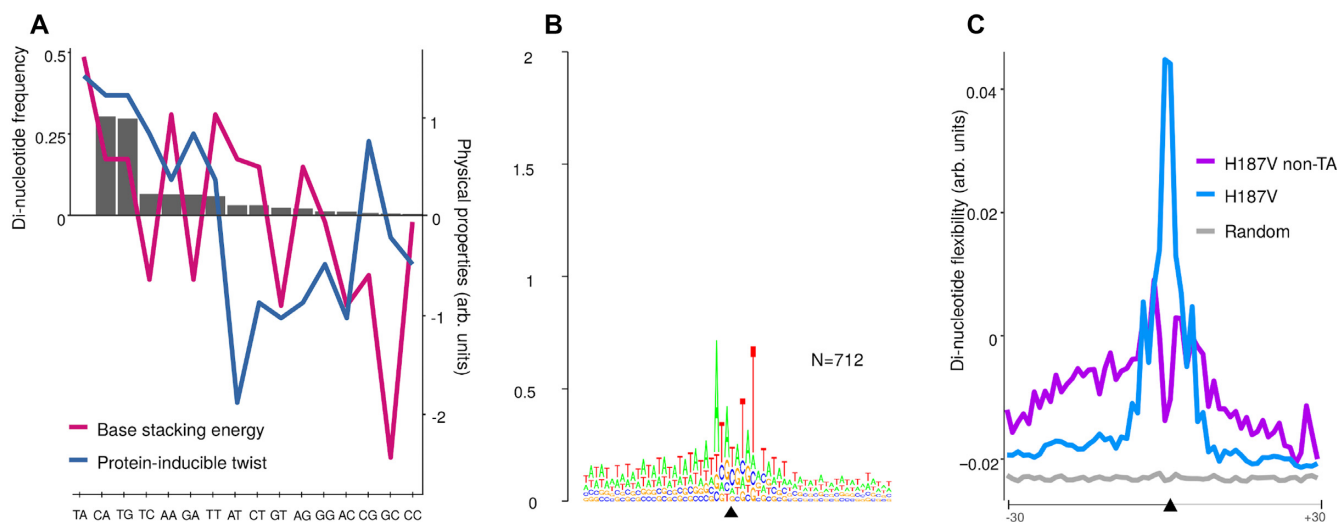 A
Di-nucleotide frequency
0.5
0.25
0
Physical properties (arb. units)
1
0
-1
-2
Base stacking energy
Protein-inducible twist
TA CA TG TC AA GA TT AT CT GT AG GG AC CG GC CC
B
2
1.5
1
0.5
0
N=712
C
Di-nucleotide flexibility (arb. units)
0.04
0.02
0
−0.02
H187V non-TA
H187V
Random
-30
+30